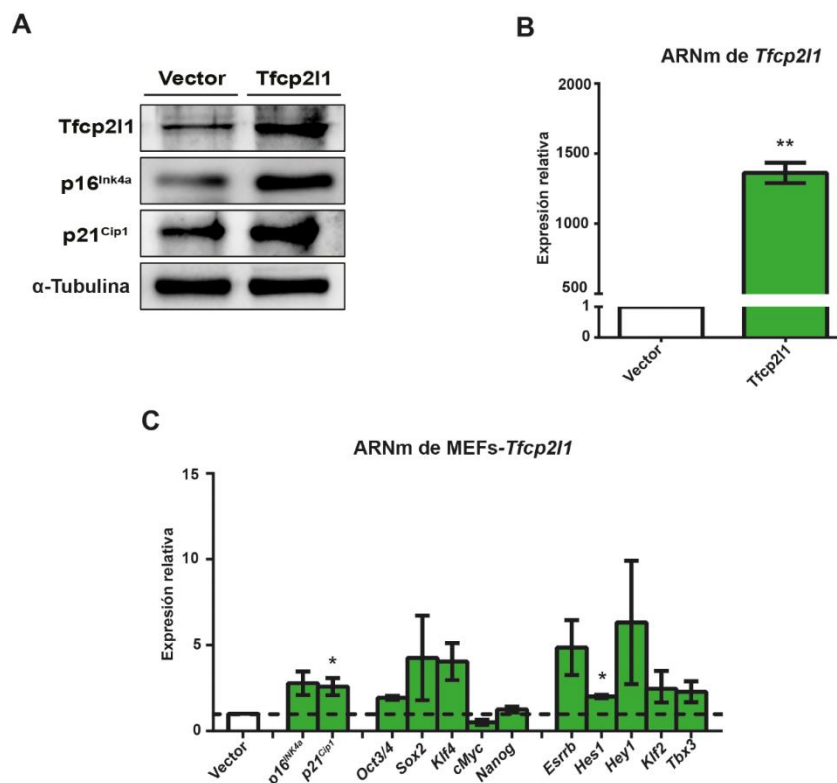 A
Vector Tfcp2l1
Tfcp2l1
p16Ink4a
p21Cip1
α-Tubulina
B
ARNm de Tfcp2l1
Expresión relativa
2000
1500
1000
500
1
0
**
Vector
Tfcp2l1
C
ARNm de MEFs-Tfcp2l1
Expresión relativa
15
10
5
0
*
*
Vector
p16INK4a
p21Cip1
Oct3/4
Sox2
Klf4
cMyc
Nanog
Esrrb
Hes1
Hey1
Klf2
Tbx3